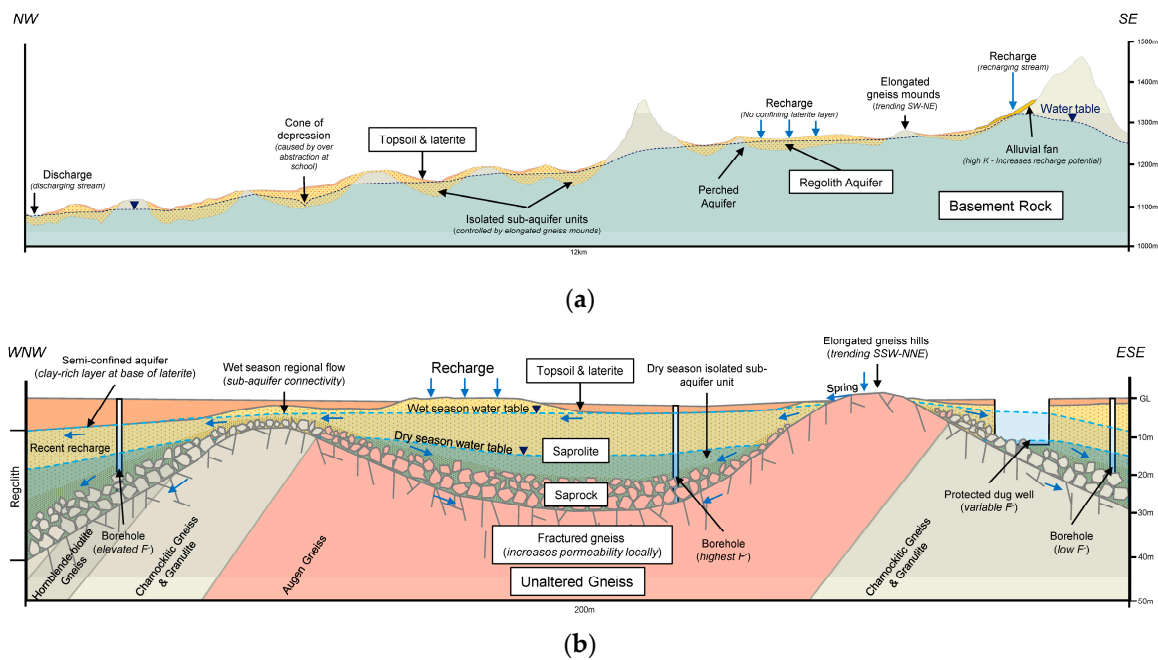 NW
SE
1500m
Recharge
(recharging stream)
1400m
Elongated
gneiss mounds
(trending SW-NE)
Recharge
(No confining laterite layer)
Water table
Cone of
depression
(caused by over
abstraction at
school)
Topsoil & laterite
1300m
Alluvial fan
(high K - Increases recharge potential)
Discharge
(discharging stream)
1200m
Regolith Aquifer
Perched
Aquifer
Isolated sub-aquifer units
(controlled by elongated gneiss mounds)
Basement Rock
1100m
1000m
12km
(a)
WNW
ESE
Elongated gneiss hills
(trending SSW-NNE)
Semi-confined aquifer
(clay-rich layer at base of laterite)
Wet season regional flow
(sub-aquifer connectivity)
Recharge
Topsoil & laterite
Dry season isolated sub-
aquifer unit
Spring
GL
Wet season water table
Recent recharge
Dry season water table
10m
Saprolite
Regolith
20m
Saprock
Protected dug well
(variable F-)
30m
Borehole
(elevated F-)
Fractured gneiss
(increases permeability locally)
Borehole
(highest F-)
Borehole
(low F-)
40m
Hornblende-biotite
Gneiss
Charnockitic Gneiss
& Granulite
Augen Gneiss
Unaltered Gneiss
Charnockitic Gneiss
& Granulite
50m
200m
(b)